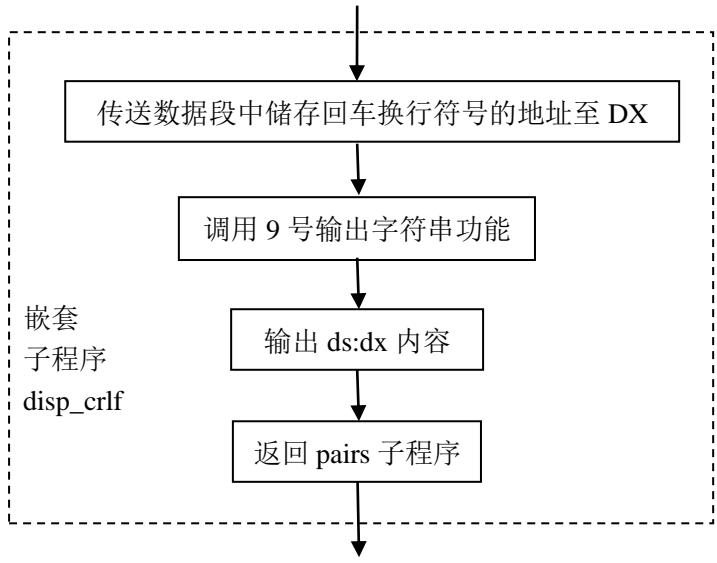 传送数据段中储存回车换行符号的地址至 DX
调用 9 号输出字符串功能
输出 ds:dx 内容
返回 pairs 子程序
嵌套
子程序
disp_crlf